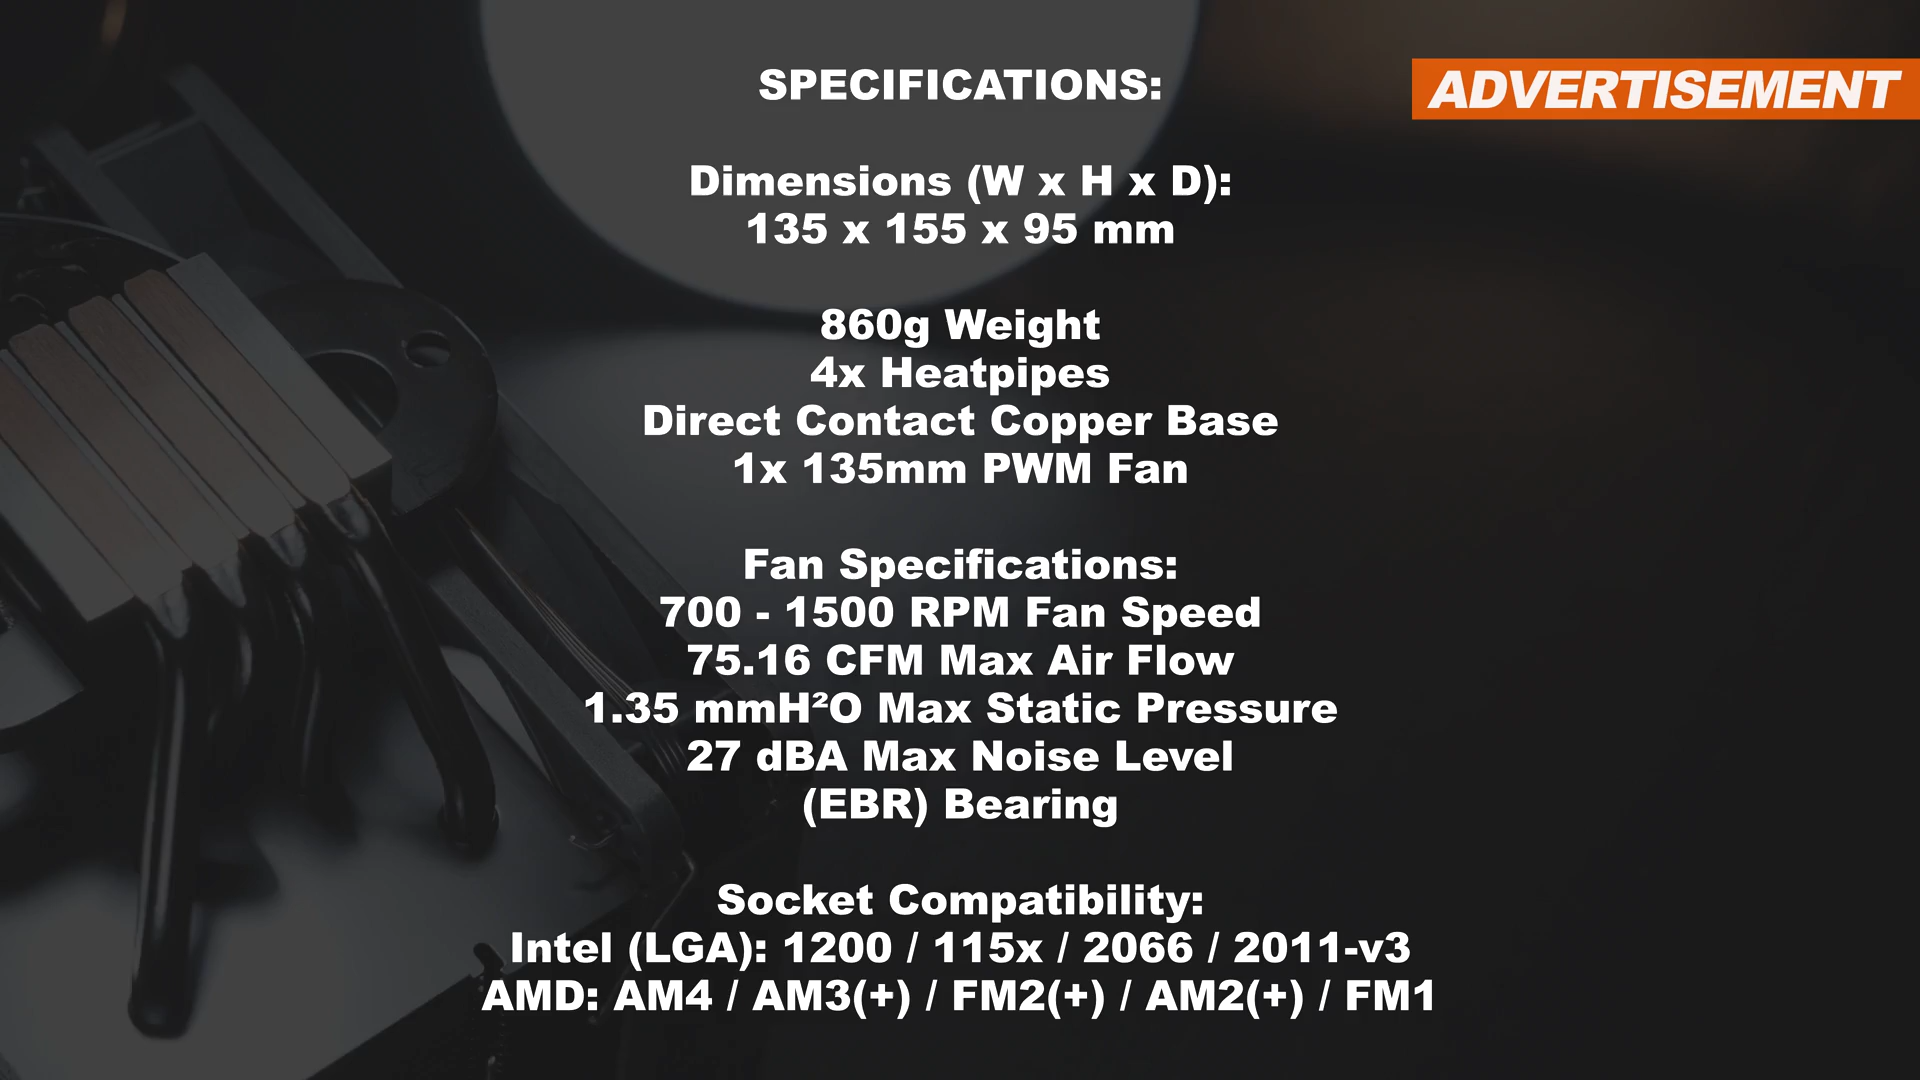 SPECIFICATIONS:
ADVERTISEMENT
Dimensions (W x H x D):
135 x 155 x 95 mm
860g Weight
4x Heatpipes
Direct Contact Copper Base
1x 135mm PWM Fan
Fan Specifications:
700 - 1500 RPM Fan Speed
75.16 CFM Max Air Flow
1.35 mmH²O Max Static Pressure
27 dBA Max Noise Level
(EBR) Bearing
Socket Compatibility:
Intel (LGA): 1200 / 115x / 2066 / 2011-v3
AMD: AM4 / AM3(+) / FM2(+) / AM2(+) / FM1